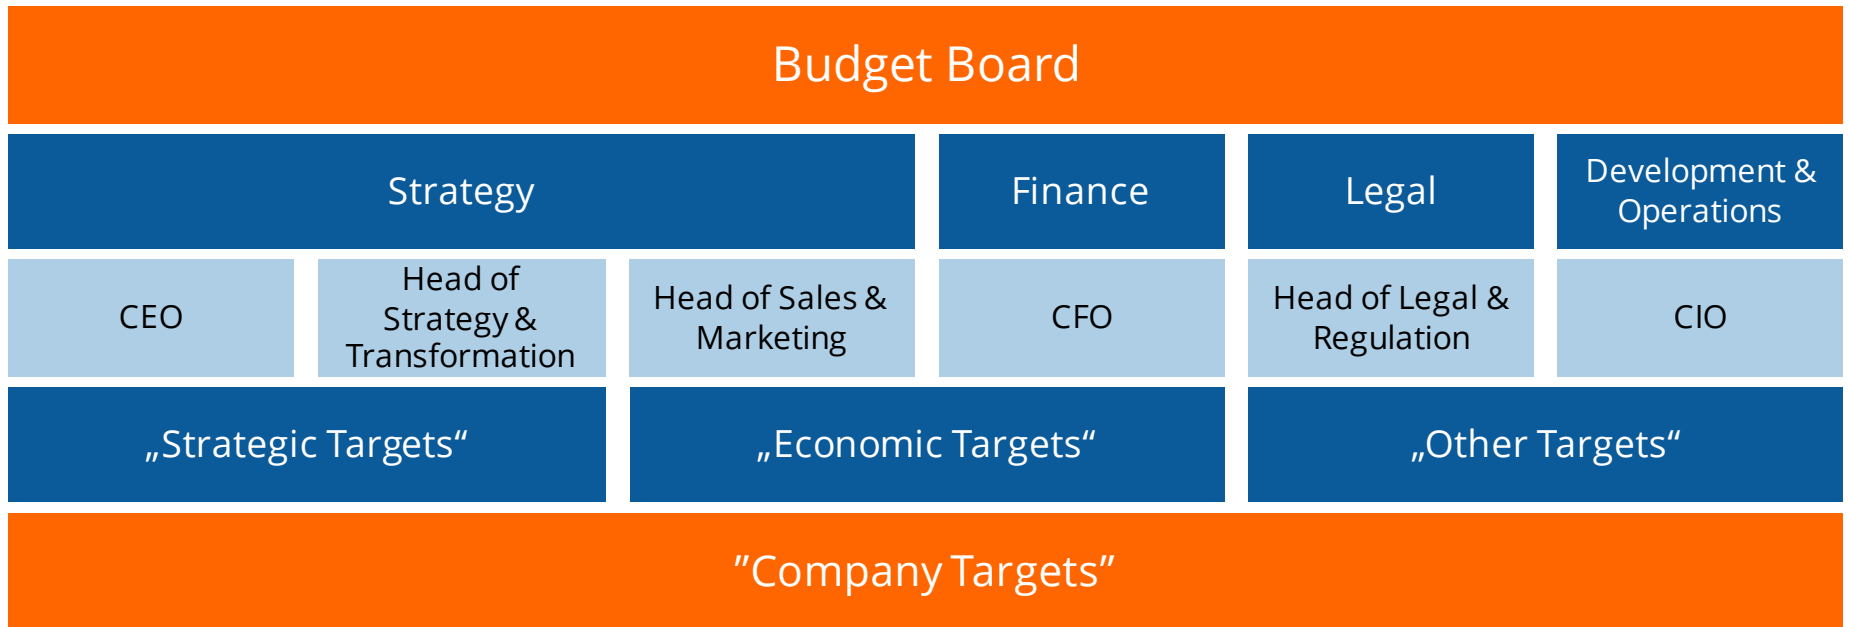 Budget Board
Strategy
Finance
Legal
Development &
Operations
CEO
Head of
Strategy &
Transformation
Head of Sales &
Marketing
CFO
Head of Legal &
Regulation
CIO
„Strategic Targets“
„Economic Targets“
„Other Targets“
”Company Targets”